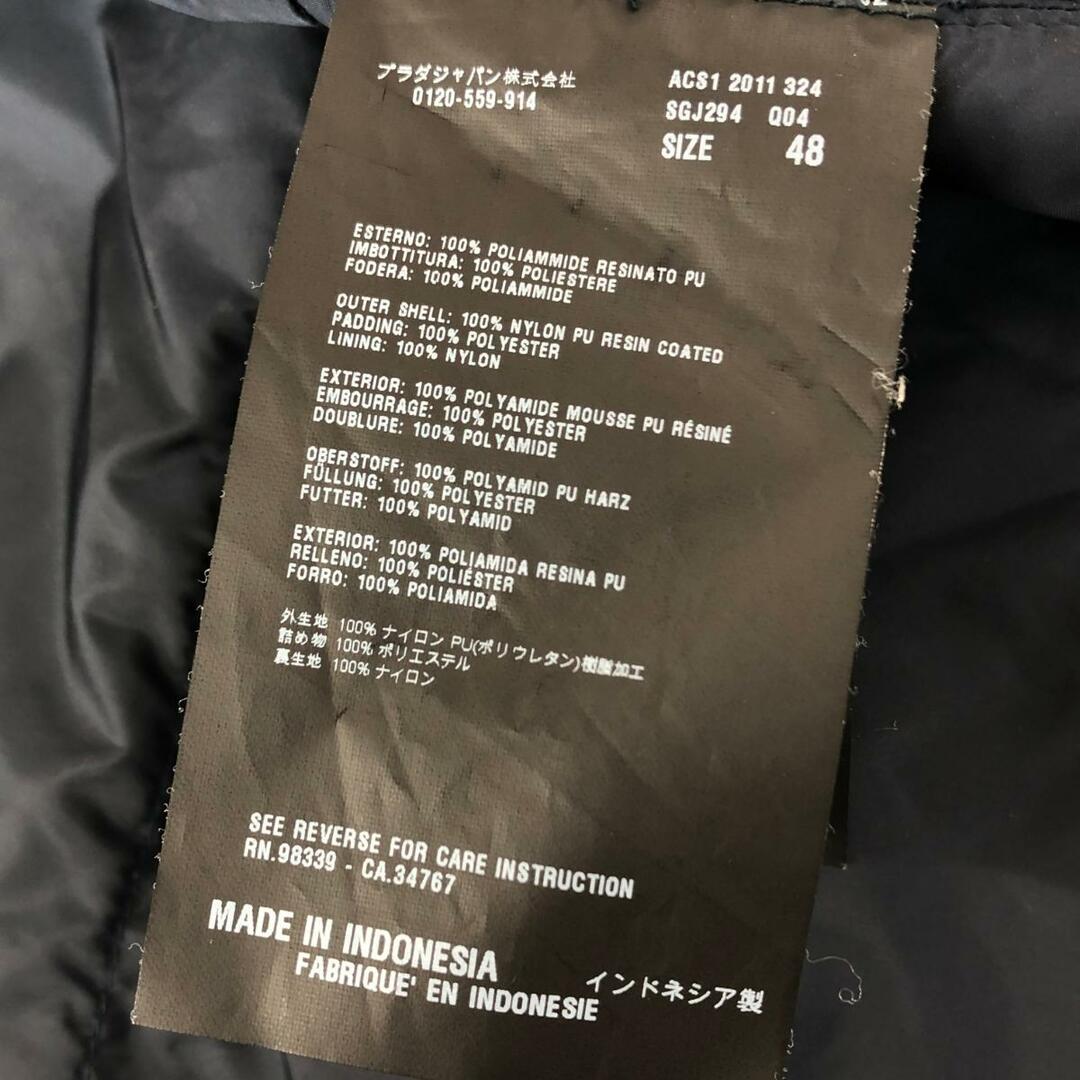 プラダジャパン株式会社
0120-559-914
ACS1 2011 324
SGJ294 Q04
SIZE 48
ESTERNO: 100% POLIAMMIDE RESINATO PU
IMBOTTITURA: 100% POLIESTERE
FODERA: 100% POLIAMMIDE
OUTER SHELL: 100% NYLON PU RESIN COATED
PADDING: 100% POLYESTER
LINING: 100% NYLON
EXTERIOR: 100% POLYAMIDE MOUSSE PU RÉSINÉ
EMBOURRAGE: 100% POLYESTER
DOUBLURE: 100% POLYAMIDE
OBERSTOFF: 100% POLYAMID PU HARZ
FÜLLUNG: 100% POLYESTER
FUTTER: 100% POLYAMID
EXTERIOR: 100% POLIAMIDA RESINA PU
RELLENO: 100% POLIÉSTER
FORRO: 100% POLIAMIDA
外生地 100% ナイロン PU(ポリウレタン)樹脂加工
詰め物 100% ポリエステル
裏生地 100% ナイロン
SEE REVERSE FOR CARE INSTRUCTION
RN.98339 - CA.34767
MADE IN INDONESIA
FABRIQUE' EN INDONESIE
インドネシア製